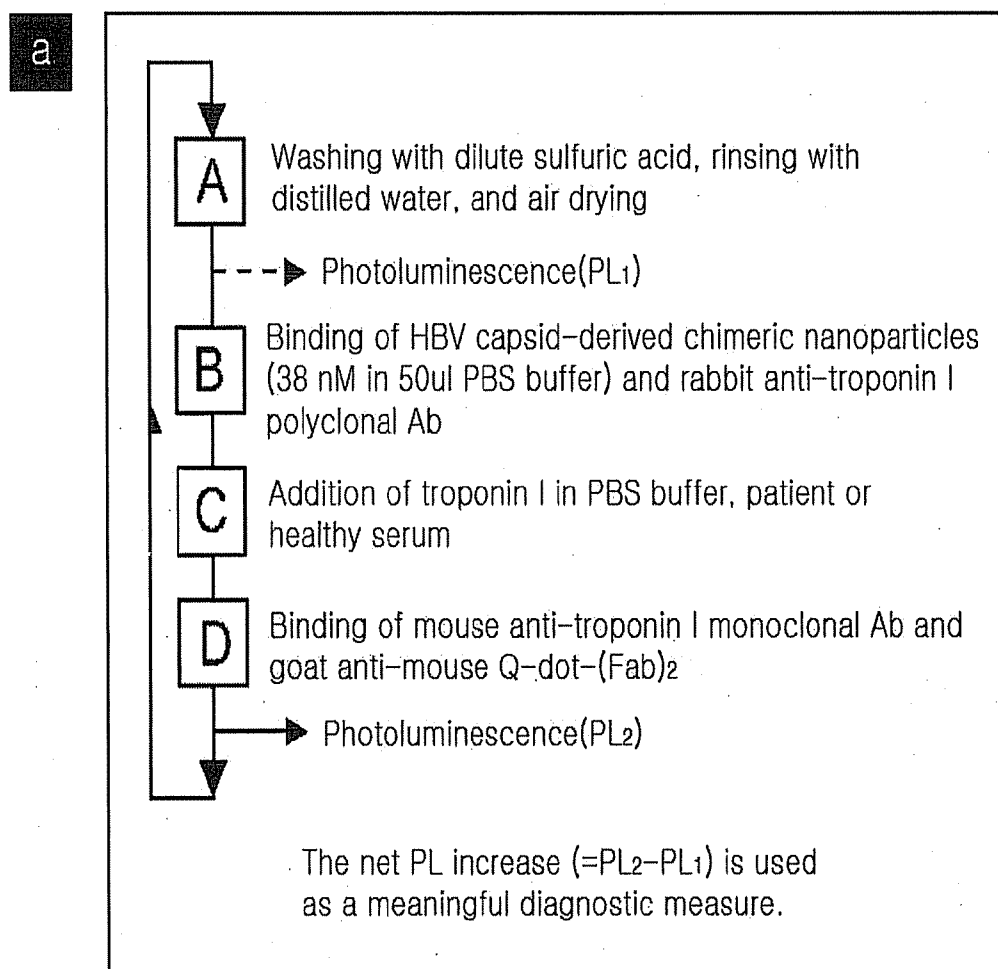 a
A
Washing with dilute sulfuric acid, rinsing with
distilled water, and air drying
Photoluminescence(PL₁)
B
Binding of HBV capsid-derived chimeric nanoparticles
(38 nM in 50ul PBS buffer) and rabbit anti-troponin I
polyclonal Ab
C
Addition of troponin I in PBS buffer, patient or
healthy serum
D
Binding of mouse anti-troponin I monoclonal Ab and
goat anti-mouse Q-dot-(Fab)₂
Photoluminescence(PL₂)
The net PL increase (=PL₂-PL₁) is used
as a meaningful diagnostic measure.